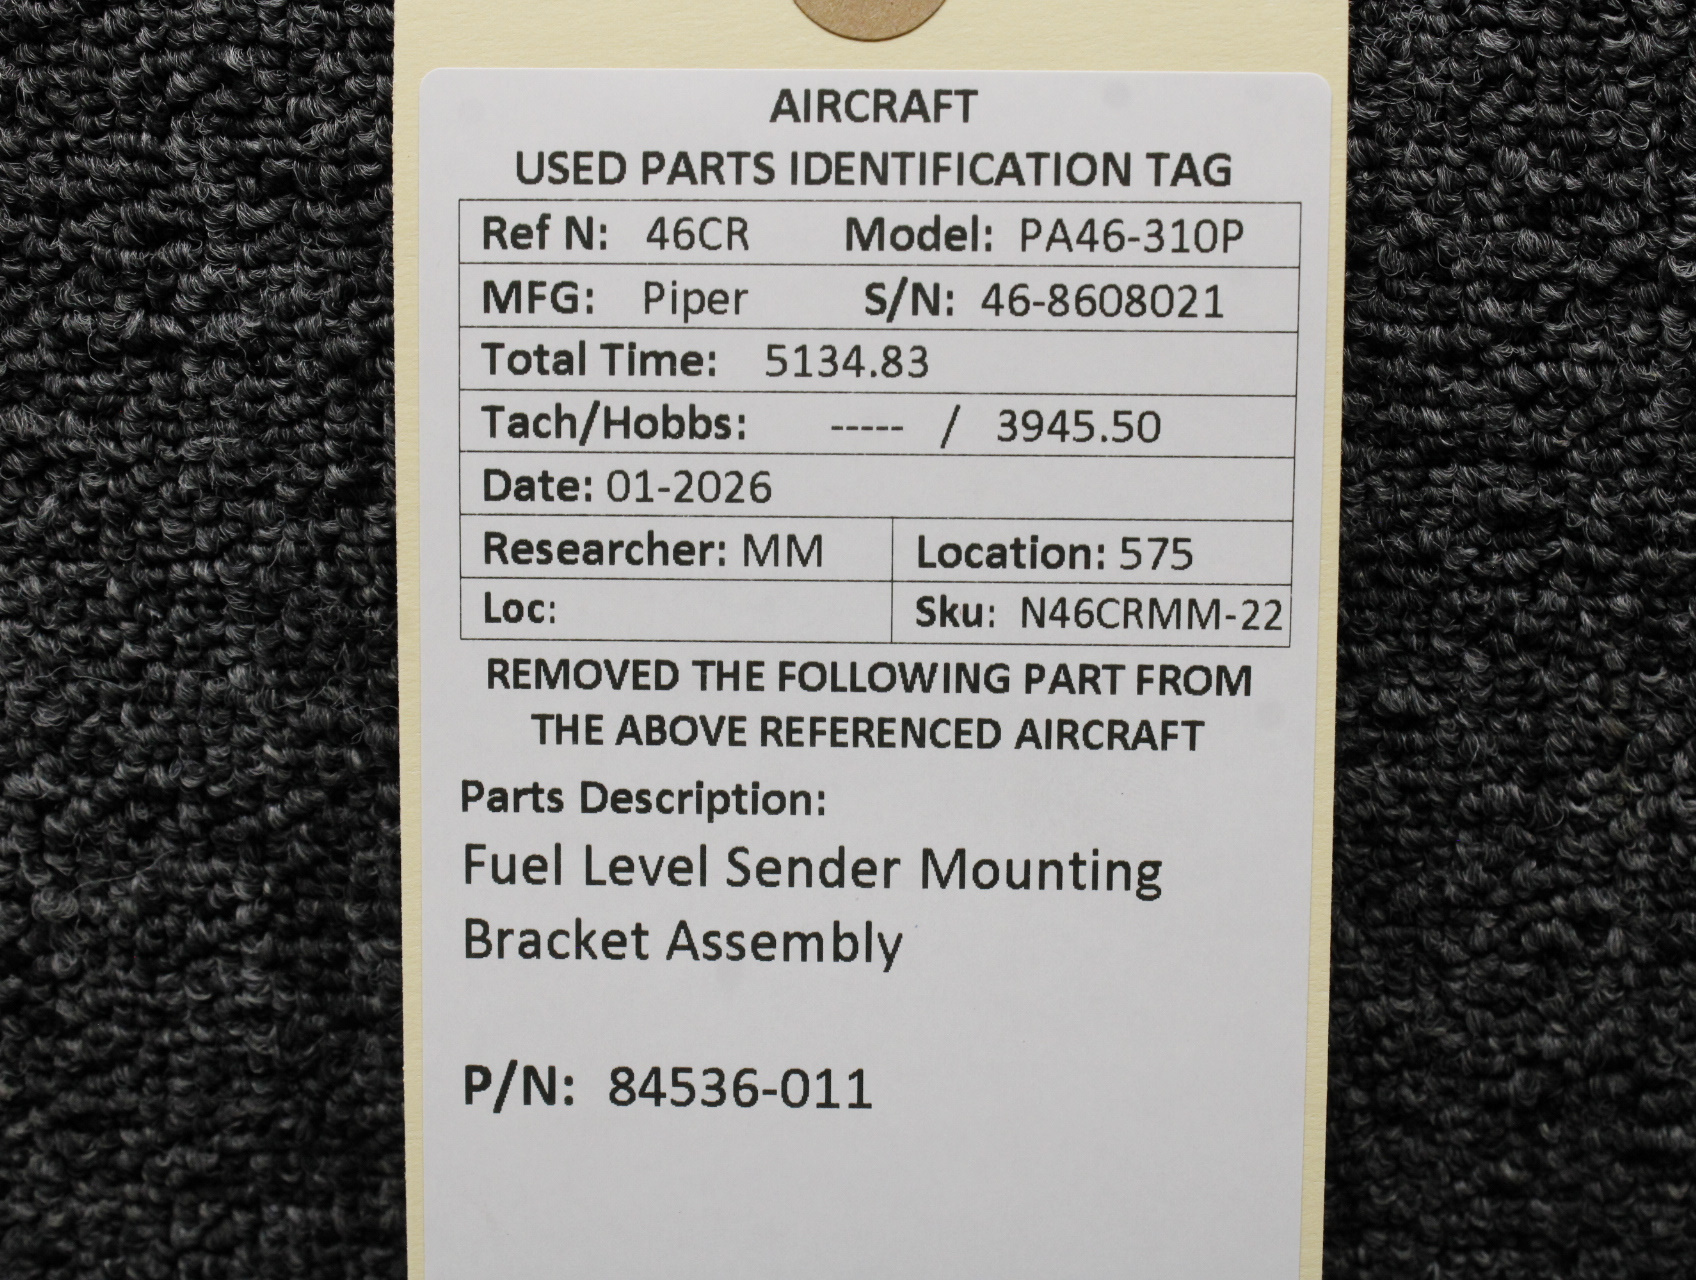 AIRCRAFT
USED PARTS IDENTIFICATION TAG
Ref N: 46CR Model: PA46-310P
MFG: Piper S/N: 46-8608021
Total Time: 5134.83
Tach/Hobbs: ----- / 3945.50
Date: 01-2026
Researcher: MM Location: 575
Loc: Sku: N46CRMM-22
REMOVED THE FOLLOWING PART FROM
THE ABOVE REFERENCED AIRCRAFT
Parts Description:
Fuel Level Sender Mounting
Bracket Assembly
P/N: 84536-011